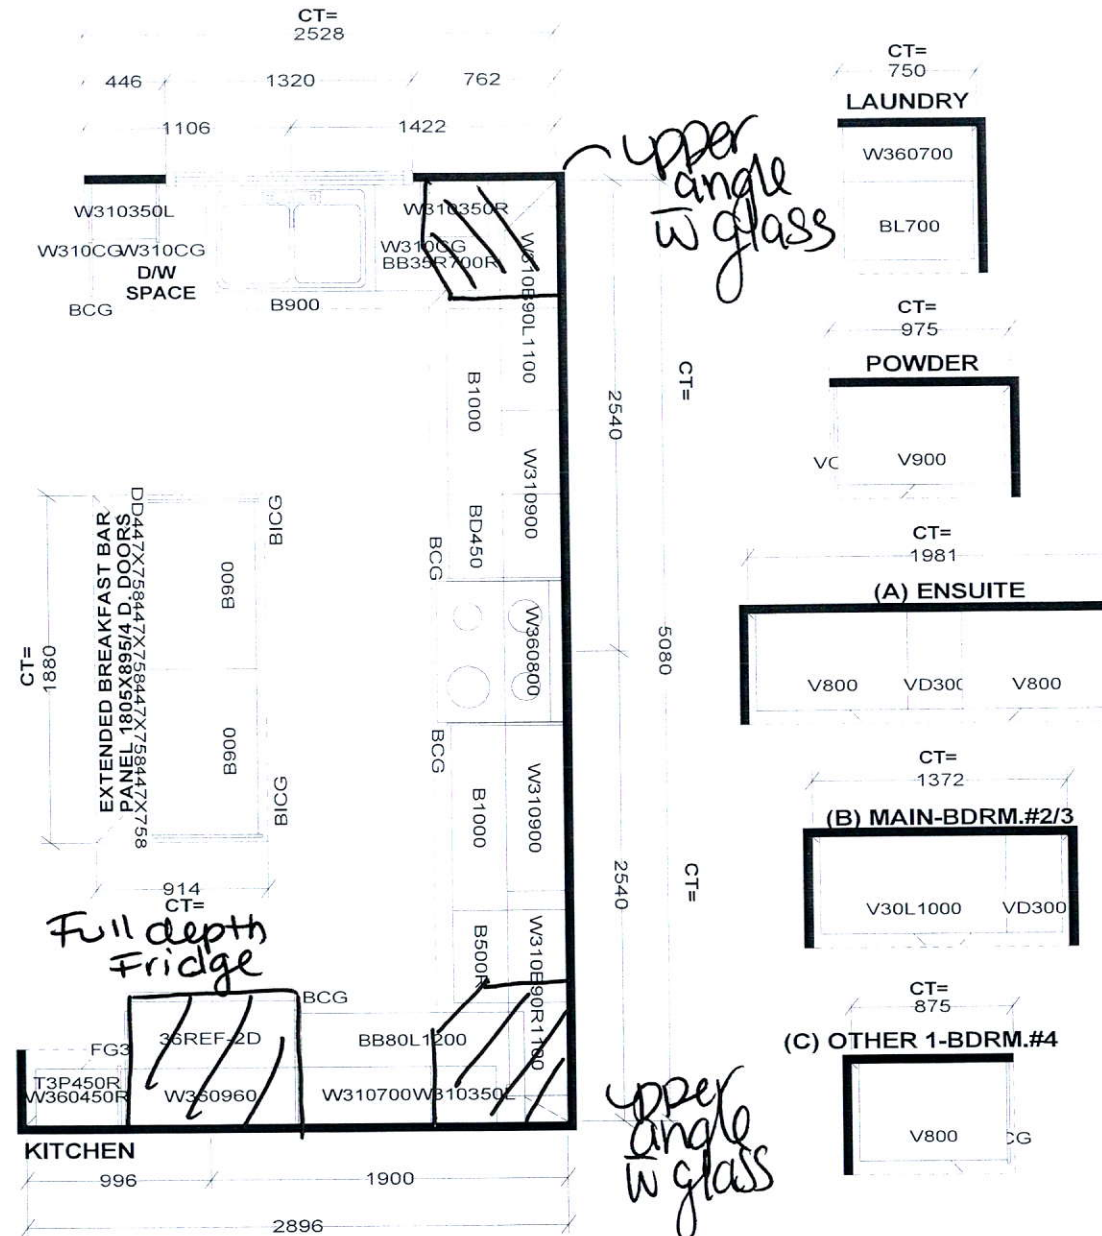 CT=
2528
446
1320
762
1106
1422
W310350L
W310CG
W310CG
D/W
SPACE
BCG
B900
W310350R
W310CG
BB35R700R
W310B90L1100
upper
angle
w glass
B1000
W310900
BD450
BCG
W360800
BCG
B1000
W310900
B500R
W310B90R1100
2540
2540
5080
CT=
CT=
CT=
1880
EXTENDED BREAKFAST BAR
PANEL 1805X895/4 D. DOORS
DD447X758447X758447X758447X758
B900
B900
BICG
BICG
914
CT=
Full depth
Fridge
BCG
36REF-2D
W360960
FG3
T3P450R
W360450R
BB80L1200
W310700
W310350L
upper
angle
w glass
KITCHEN
996
1900
2896
CT=
750
LAUNDRY
W360700
BL700
CT=
975
POWDER
V900
CT=
1981
(A) ENSUITE
V800
VD300
V800
CT=
1372
(B) MAIN-BDRM.#2/3
V30L1000
VD300
CT=
875
(C) OTHER 1-BDRM.#4
V800